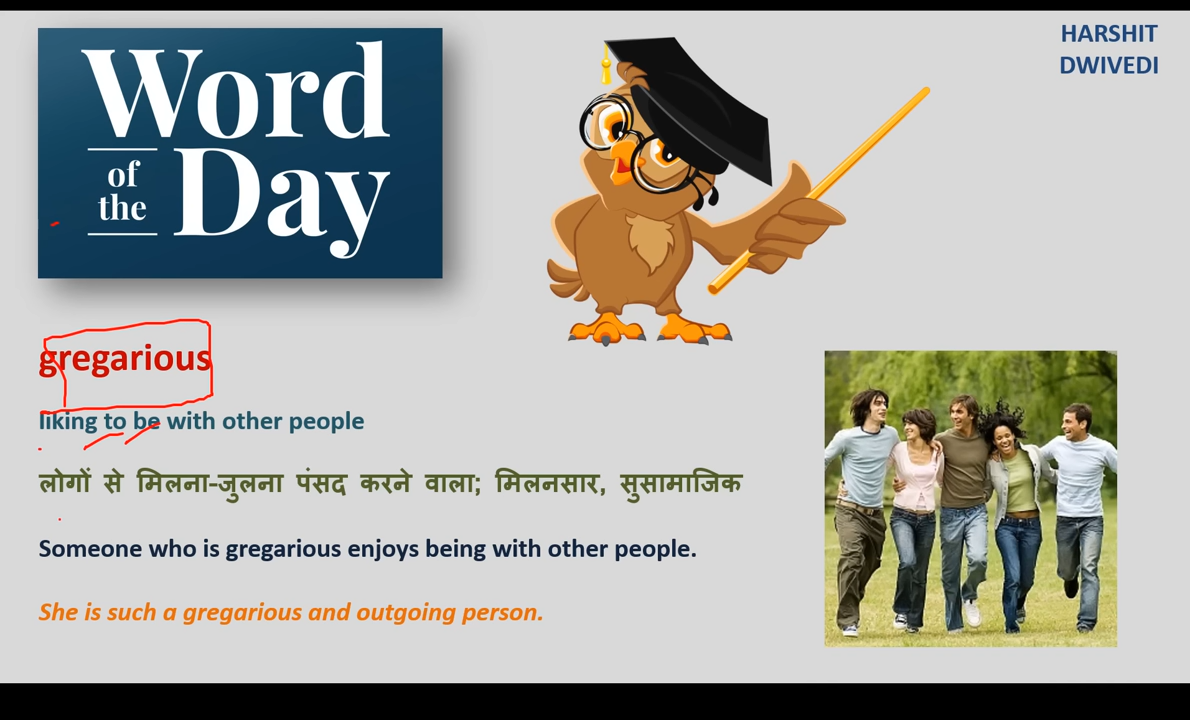 Word
of
the
Day
HARSHIT
DWIVEDI
gregarious
liking to be with other people
लोगों से मिलना-जुलना पंसद करने वाला; मिलनसार, सुसामाजिक
Someone who is gregarious enjoys being with other people.
She is such a gregarious and outgoing person.